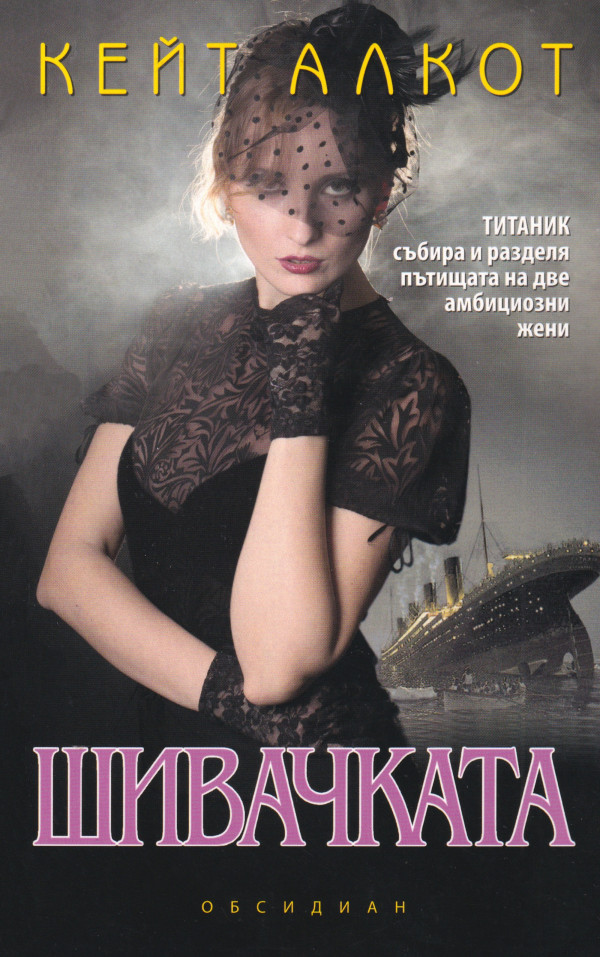 КЕЙТ АЛКОТ
ТИТАНИК
събира и разделя
пътищата на две
амбициозни
жени
ШИВАЧКАТА
ОБСИДИАН